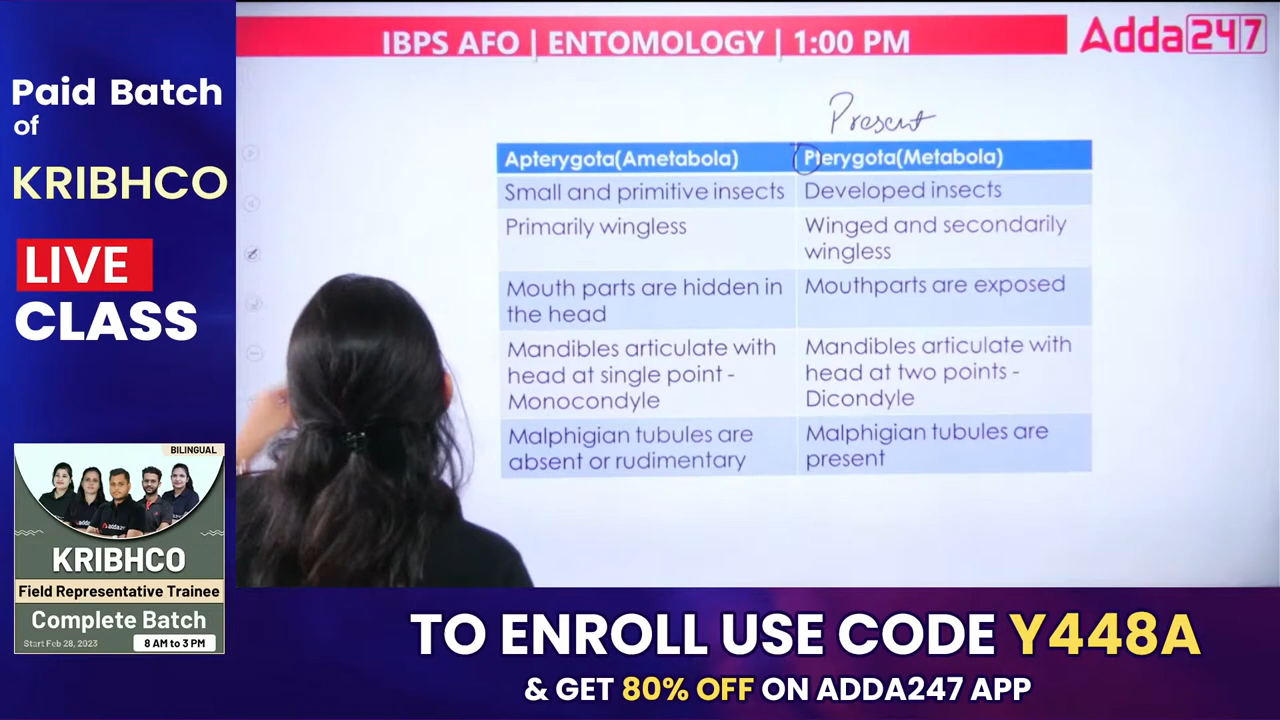 Paid Batch
of
KRIBHCO
LIVE
CLASS
BILINGUAL
KRIBHCO
Field Representative Trainee
Complete Batch
Start Feb 28, 2023
8 AM to 3 PM
IBPS AFO | ENTOMOLOGY | 1:00 PM
Adda247
Present
Apterygota(Ametabola)
Pterygota(Metabola)
Small and primitive insects
Developed insects
Primarily wingless
Winged and secondarily
wingless
Mouth parts are hidden in
the head
Mouthparts are exposed
Mandibles articulate with
head at single point -
Monocondyle
Mandibles articulate with
head at two points -
Dicondyle
Malphigian tubules are
absent or rudimentary
Malphigian tubules are
present
TO ENROLL USE CODE Y448A
& GET 80% OFF ON ADDA247 APP